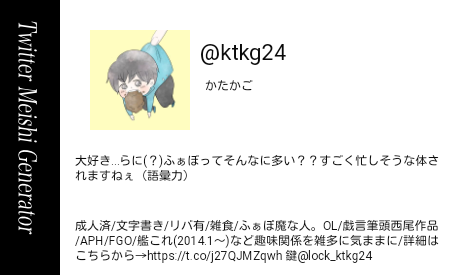 Twitter Meishi Generator
@ktkg24
かたかご
大好き...らに(？)ふぁぼってそんなに多い？？すごく忙しそうな体さ
れますねぇ（語彙力）
成人済/文字書き/リバ有/雑食/ふぁぼ魔な人。OL/戯言筆頭西尾作品
/APH/FGO/艦これ(2014.1〜)など趣味関係を雑多に気ままに/詳細は
こちらから→https://t.co/j27QJMZqwh 鍵@lock_ktkg24